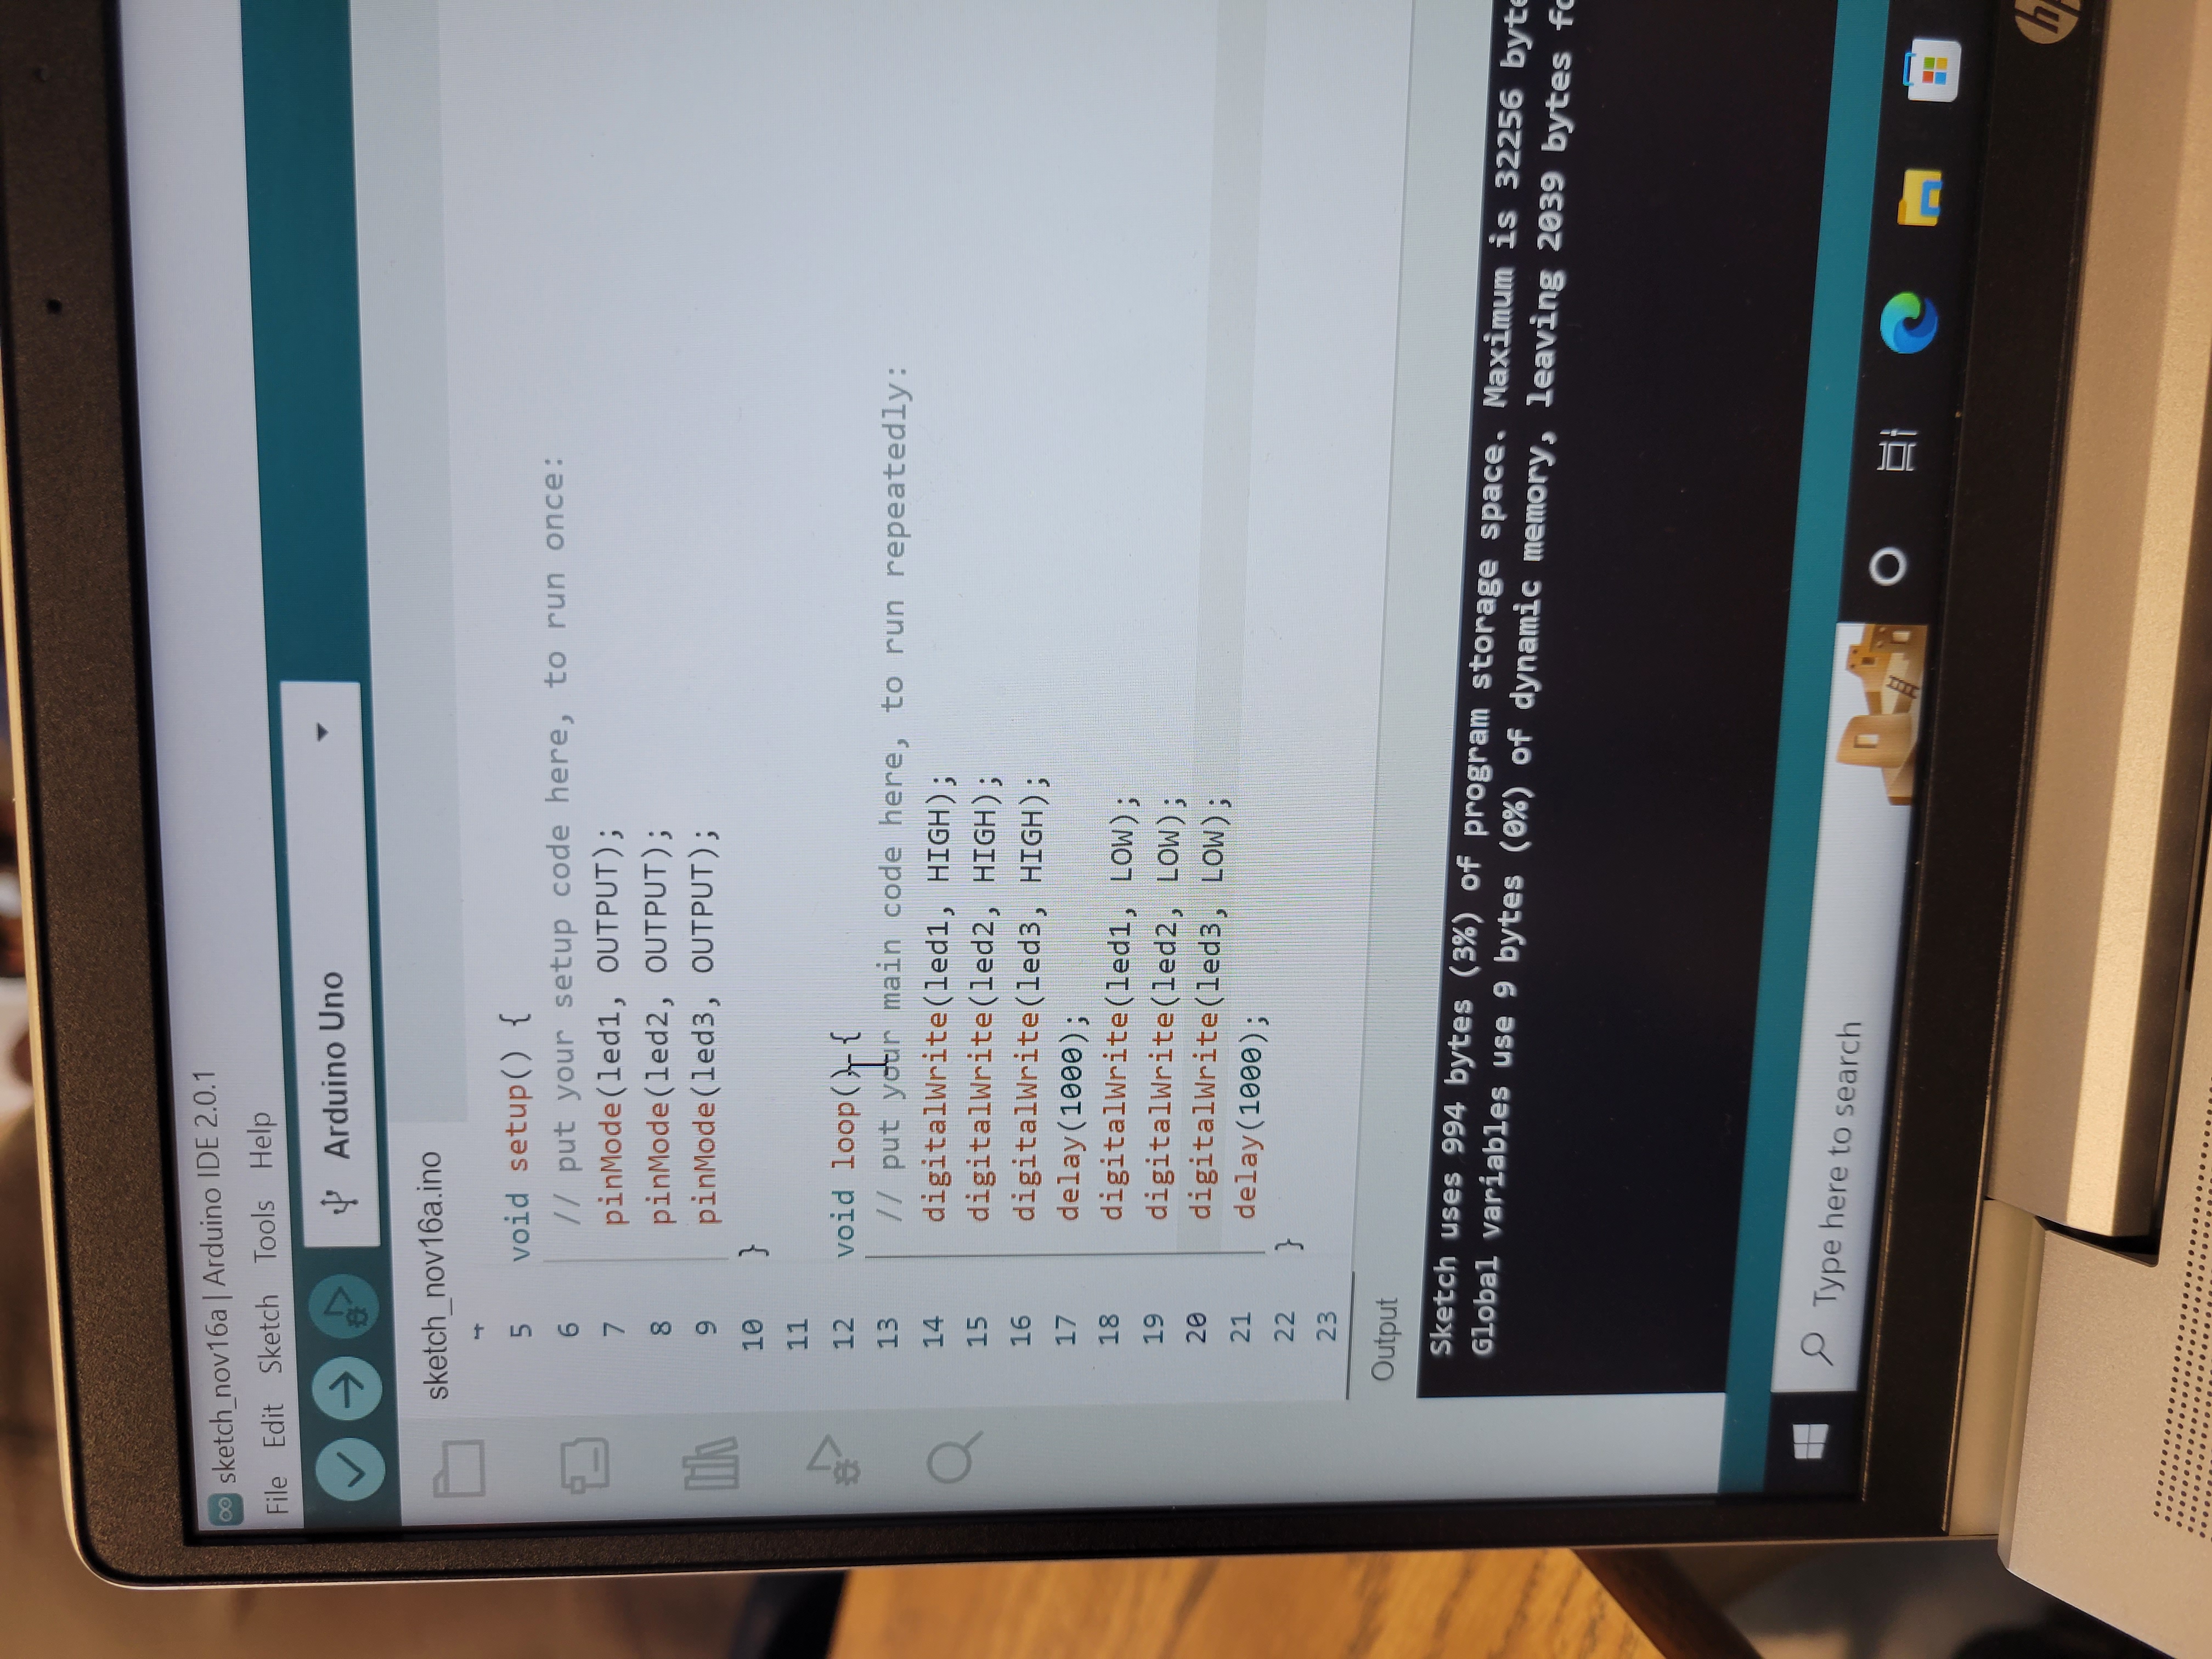 sketch_nov16a | Arduino IDE 2.0.1
File Edit Sketch Tools Help
Arduino Uno
sketch_nov16a.ino
5 void setup() {
6 // put your setup code here, to run once:
7 pinMode(led1, OUTPUT);
8 pinMode(led2, OUTPUT);
9 pinMode(led3, OUTPUT);
10 }
11
12 void loop() {
13 // put your main code here, to run repeatedly:
14 digitalWrite(led1, HIGH);
15 digitalWrite(led2, HIGH);
16 digitalWrite(led3, HIGH);
17 delay(1000);
18 digitalWrite(led1, LOW);
19 digitalWrite(led2, LOW);
20 digitalWrite(led3, LOW);
21 delay(1000);
22 }
23
Output
Sketch uses 994 bytes (3%) of program storage space. Maximum is 32256
Global variables use 9 bytes (0%) of dynamic memory, leaving 2039 bytes
Type here to search
hp